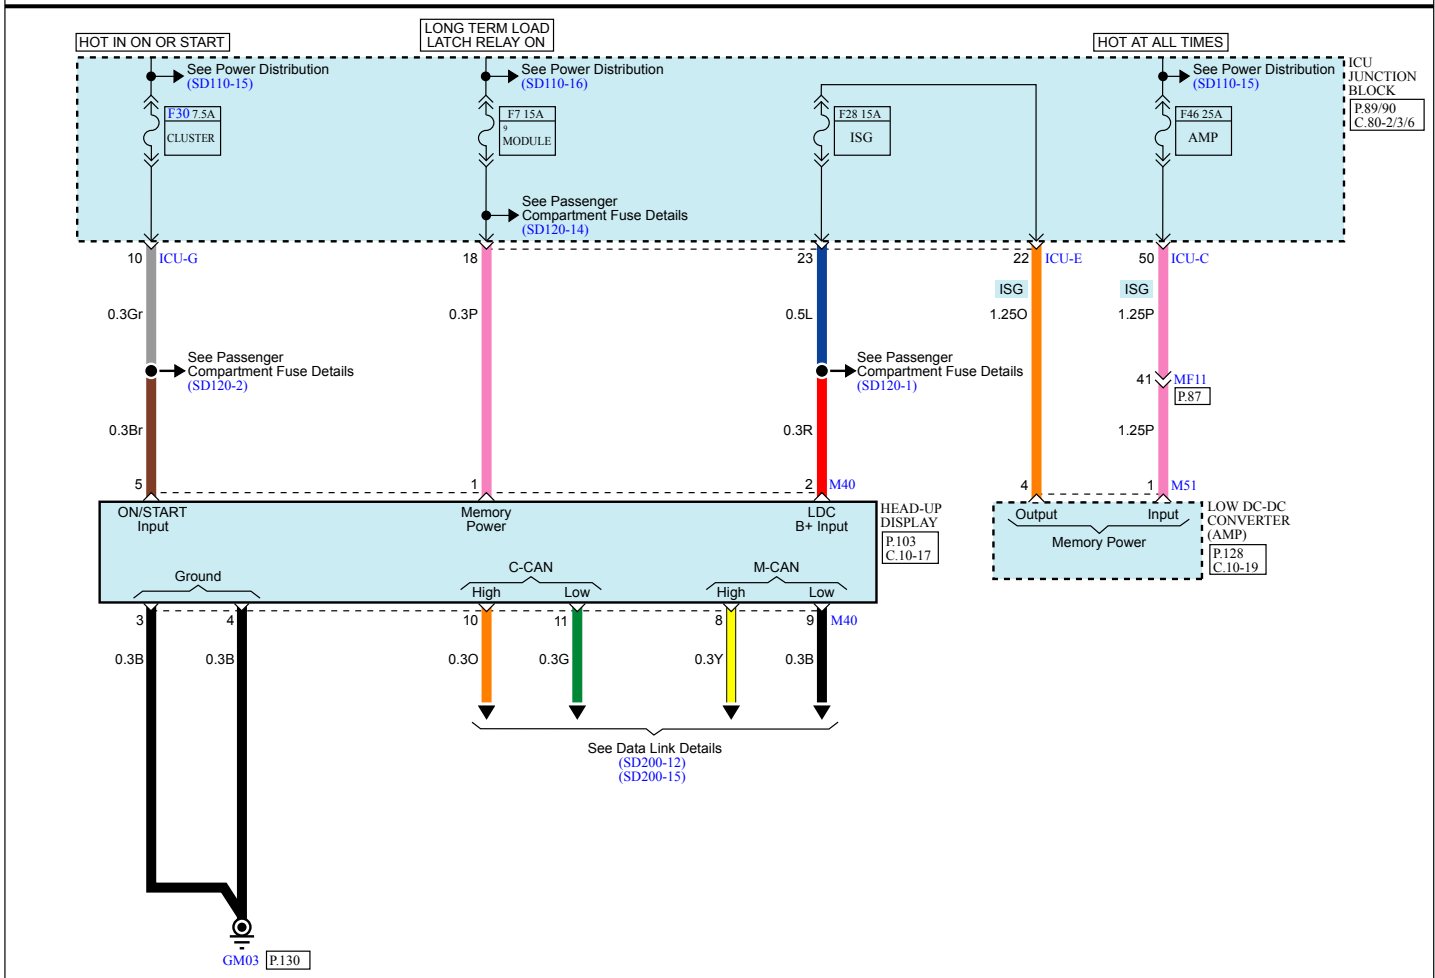 HOT IN ON OR START
LONG TERM LOAD
LATCH RELAY ON
HOT AT ALL TIMES
See Power Distribution
(SD110-15)
See Power Distribution
(SD110-16)
See Power Distribution
(SD110-15)
ICU
JUNCTION
BLOCK
P.89/90
C.80-2/3/6
F30 7.5A
CLUSTER
F7 15A
9
MODULE
F28 15A
ISG
F46 25A
AMP
See Passenger
Compartment Fuse Details
(SD120-14)
10 ICU-G
18
23
22 ICU-E
50 ICU-C
ISG
ISG
0.3Gr
0.3P
0.5L
1.25O
1.25P
See Passenger
Compartment Fuse Details
(SD120-2)
See Passenger
Compartment Fuse Details
(SD120-1)
41 MF11
P.87
0.3Br
0.3R
1.25P
5
1
2 M40
4
1 M51
ON/START
Input
Memory
Power
LDC
B+ Input
HEAD-UP
DISPLAY
P.103
C.10-17
Output
Input
Memory Power
LOW DC-DC
CONVERTER
(AMP)
P.128
C.10-19
Ground
C-CAN
High
Low
M-CAN
High
Low
3
4
10
11
8
9 M40
0.3B
0.3B
0.3O
0.3G
0.3Y
0.3B
See Data Link Details
(SD200-12)
(SD200-15)
GM03 P.130